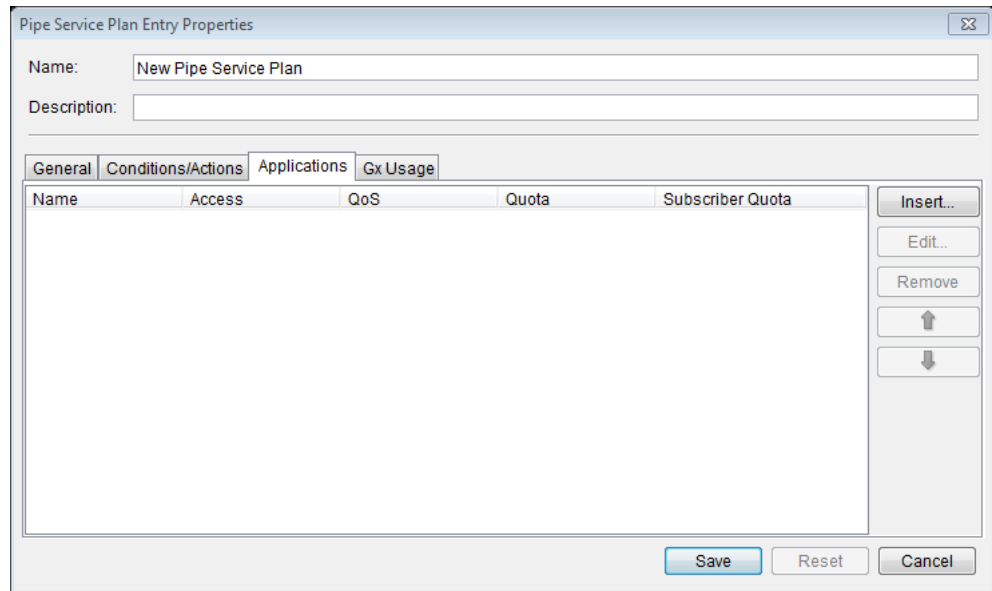 Pipe Service Plan Entry Properties
Name: New Pipe Service Plan
Description:
General Conditions/Actions Applications Gx Usage
Name Access QoS Quota Subscriber Quota
Insert...
Edit...
Remove
Save Reset Cancel